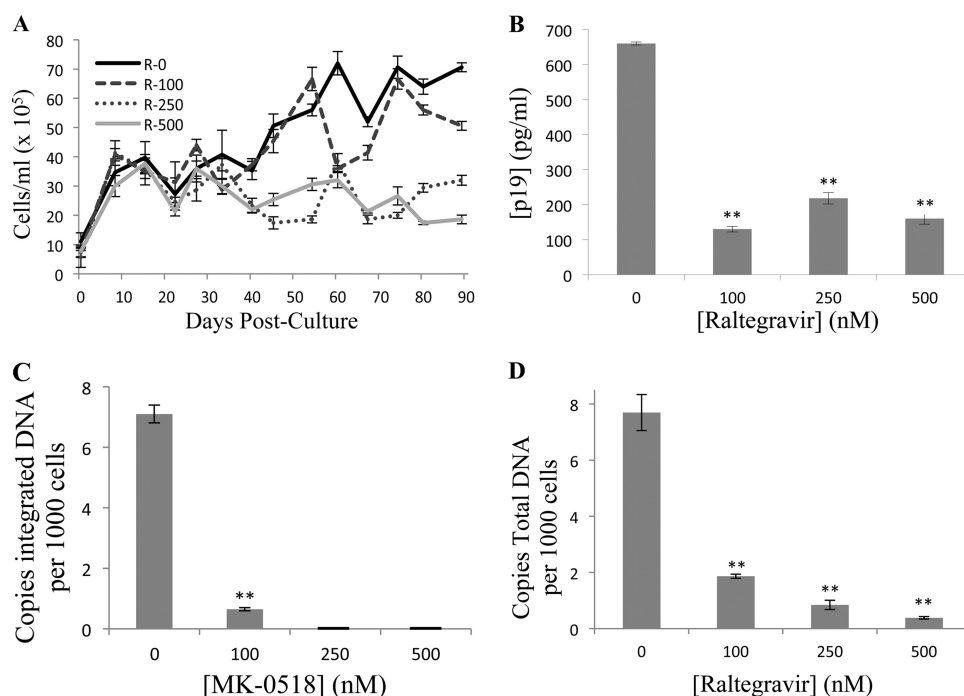 A
80
70
60
50
40
30
20
10
0
Cells/ml (x 10⁵)
R-0
R-100
R-250
R-500
0 10 20 30 40 50 60 70 80 90
Days Post-Culture
B
700
600
500
400
300
200
100
0
[p19] (pg/ml)
** ** **
0 100 250 500
[Raltegravir] (nM)
C
8
6
4
2
0
Copies integrated DNA
per 1000 cells
**
0 100 250 500
[MK-0518] (nM)
D
8
6
4
2
0
Copies Total DNA
per 1000 cells
** ** **
0 100 250 500
[Raltegravir] (nM)